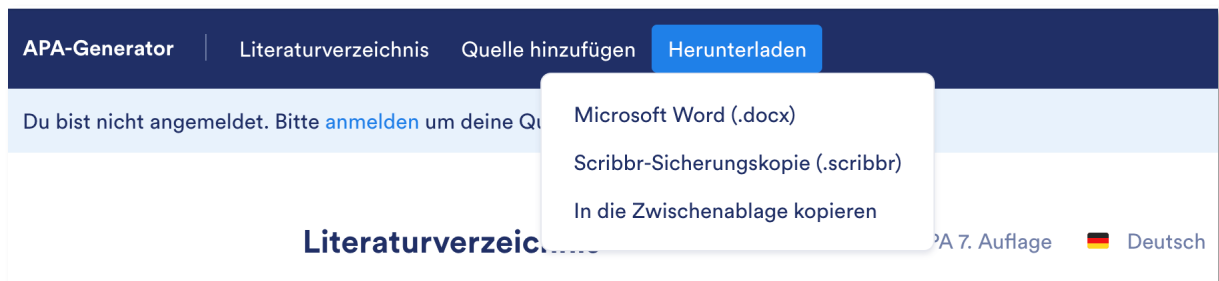 APA-Generator Literaturverzeichnis Quelle hinzufügen Herunterladen
Microsoft Word (.docx)
Du bist nicht angemeldet. Bitte anmelden um deine
Scribbr-Sicherungskopie (.scribbr)
In die Zwischenablage kopieren
7. Auflage Deutsch